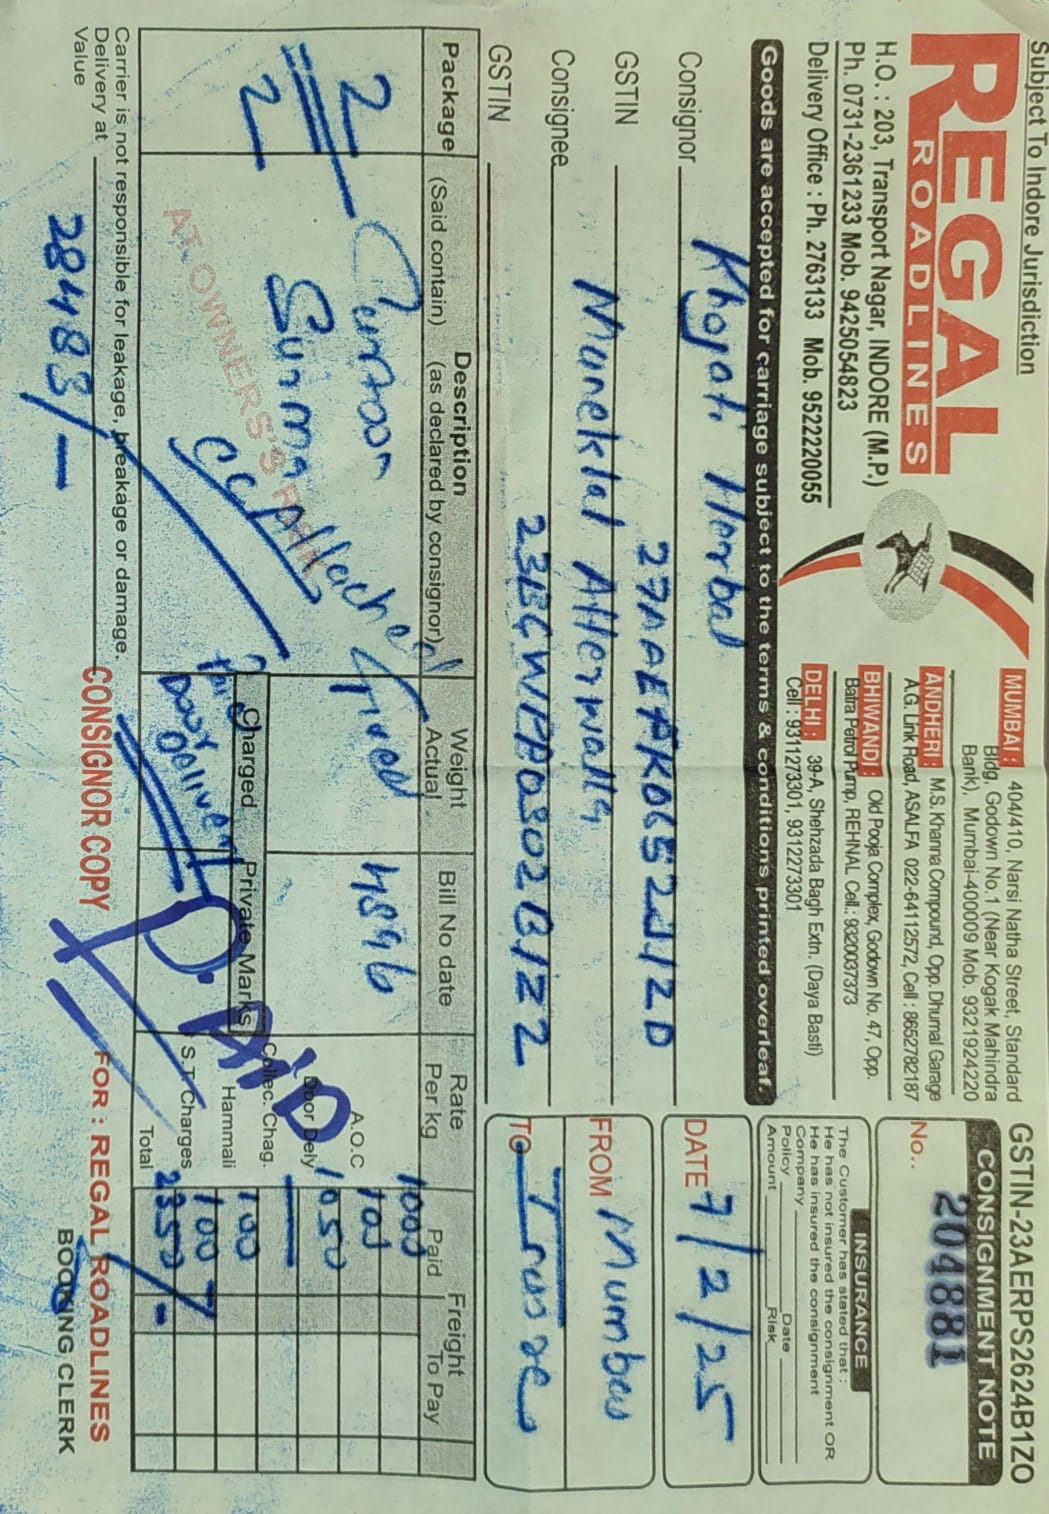 Subject To Indore Jurisdiction
REGAL
ROADLINES
H.O. : 203, Transport Nagar, INDORE (M.P.)
Ph. 0731-2361233 Mob. 9425054823
Delivery Office : Ph. 2763133 Mob. 9522220055
MUMBAI : 404/410, Narsi Natha Street, Standard
Bldg, Godown No.1 (Near Kogak Mahindra
Bank), Mumbai-400009 Mob. 9321924220
ANDHERI : M.S. Khanna Compound, Opp. Dhumal Garage
A.G. Link Road, ASALFA 022-64112572, Cell : 8652782187
BHIWANDI : Old Pooja Complex, Godown No. 47, Opp.
Batra Petrol Pump, REHNAL Cell.: 9320037373
DELHI : 39-A, Shehzada Bagh Extn. (Daya Basti)
Cell : 9311273301, 9312273301
GSTIN-23AERPS2624B1ZO
CONSIGNMENT NOTE
No.. 204881
INSURANCE
The Customer has stated that :
He has not insured the consignment OR
He has insured the consignment
Company
Policy Date
Amount Risk
Goods are accepted for carriage subject to the terms & conditions printed overleaf.
Consignor Khyati Herbal
GSTIN
Consignee Maneklal Atterwalla
GSTIN 23BGWPP0302B1ZZ
DATE 7/2/25
FROM Mumbai
TO
Package
Description
(Said contain) (as declared by consignor)
Weight
Actual
Bill No date
Rate
Per kg
Freight
Paid
To Pay
2 Cartoon
2
Surma
CC Attached
Fixed
HS96
AT OWNER'S RISK
Charged
Private Marks
Door Delivery
P. PAID
1000
A.O.C 100
Door Dely 1050
Collec. Chag.
Hammali 100
S.T. Charges 100
Total 2350/-
Carrier is not responsible for leakage, breakage or damage.
Delivery at
Value 28483/-
CONSIGNOR COPY
FOR : REGAL ROADLINES
BOOKING CLERK